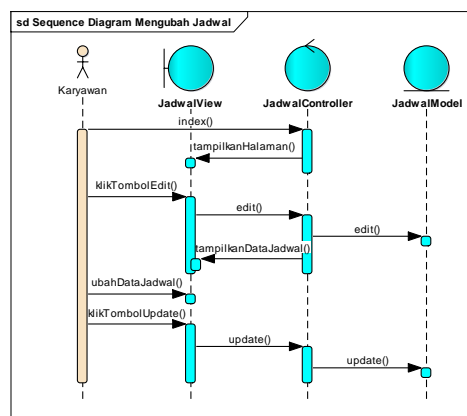 sd Sequence Diagram Mengubah Jadwal
Karyawan
JadwalView
JadwalController
JadwalModel
index()
tampilkanHalaman()
klikTombolEdit()
edit()
edit()
tampilkanDataJadwal()
ubahDataJadwal()
klikTombolUpdate()
update()
update()